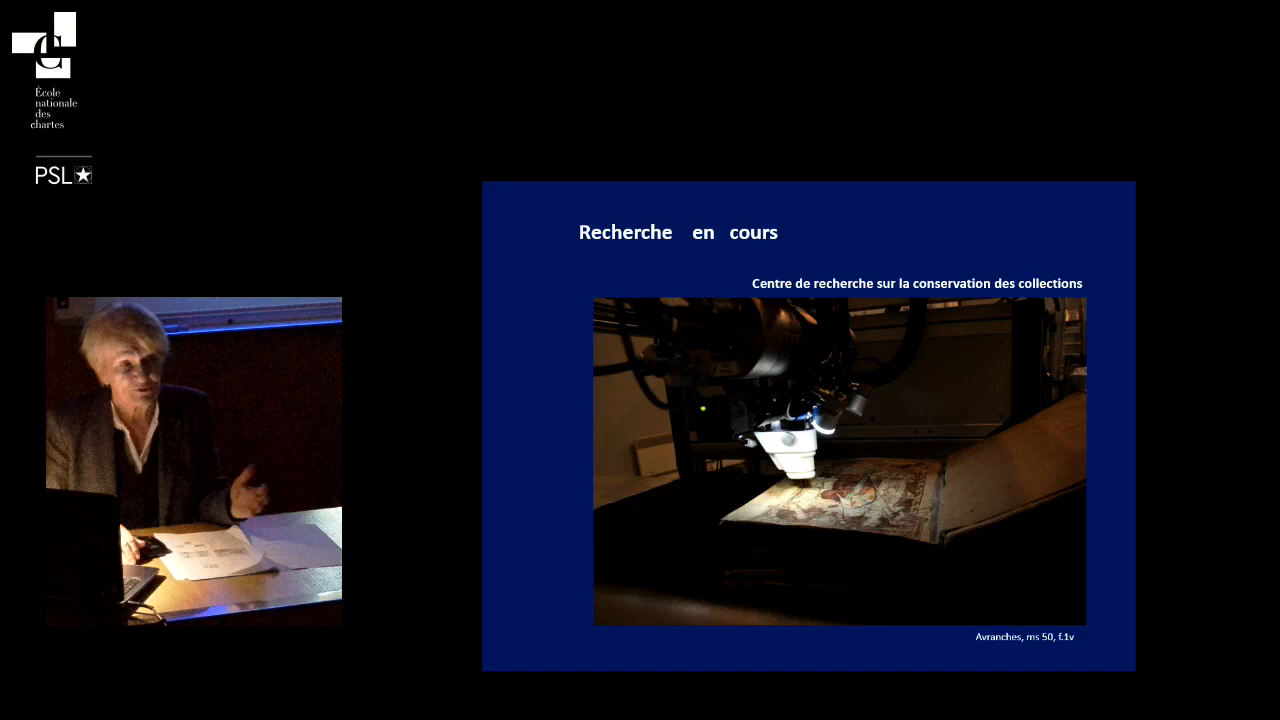 École
nationale
des
chartes
PSL
Recherche en cours
Centre de recherche sur la conservation des collections
Avranches, ms 50, f.1v